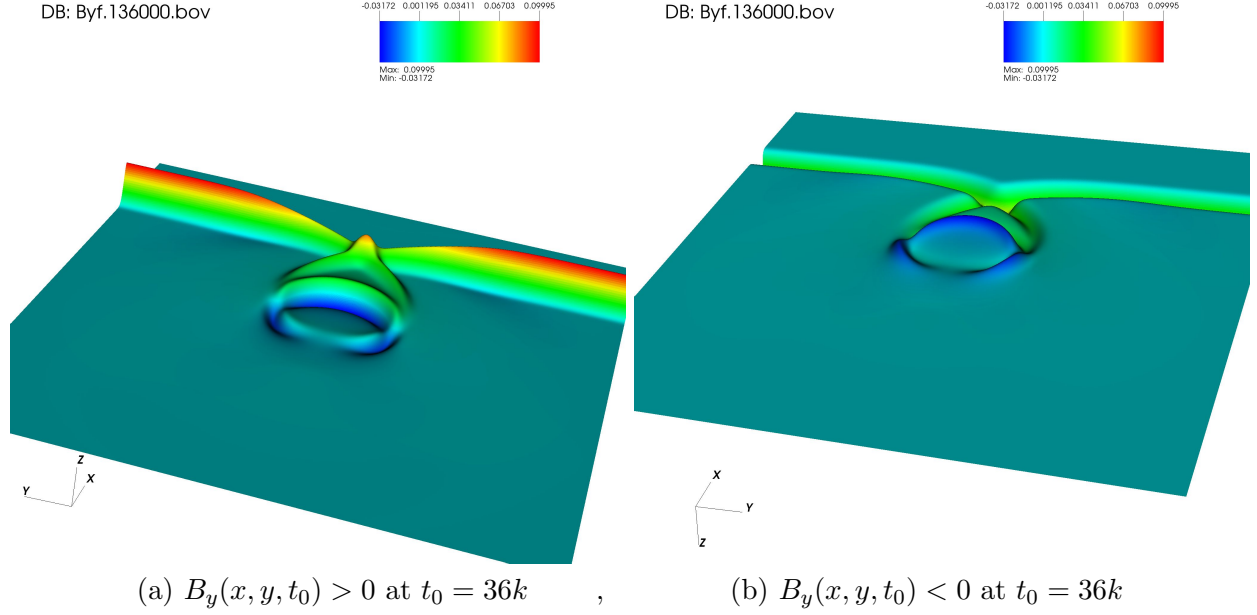 DB: Byf.136000.bov
-0.03172 0.001195 0.03411 0.06703 0.09995
Max: 0.09995
Min: -0.03172
Z
X
Y
(a) $B_y(x, y, t_0) > 0$ at $t_0 = 36k$ ,
DB: Byf.136000.bov
-0.03172 0.001195 0.03411 0.06703 0.09995
Max: 0.09995
Min: -0.03172
X
Y
Z
(b) $B_y(x, y, t_0) < 0$ at $t_0 = 36k$